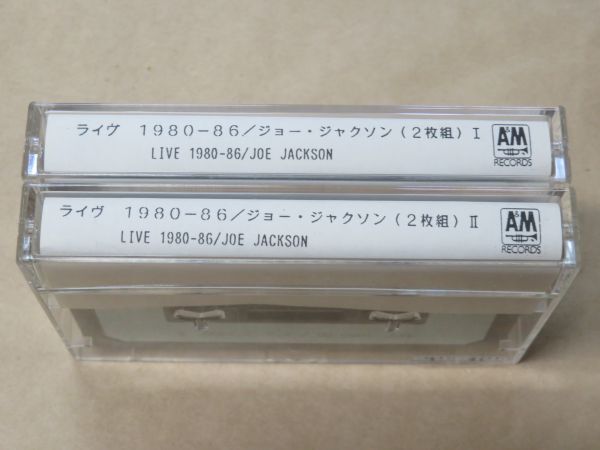 ライヴ 1980-86/ジョー・ジャクソン(2枚組) I
LIVE 1980-86/JOE JACKSON
A&M
RECORDS
ライヴ 1980-86/ジョー・ジャクソン(2枚組) II
LIVE 1980-86/JOE JACKSON
A&M
RECORDS